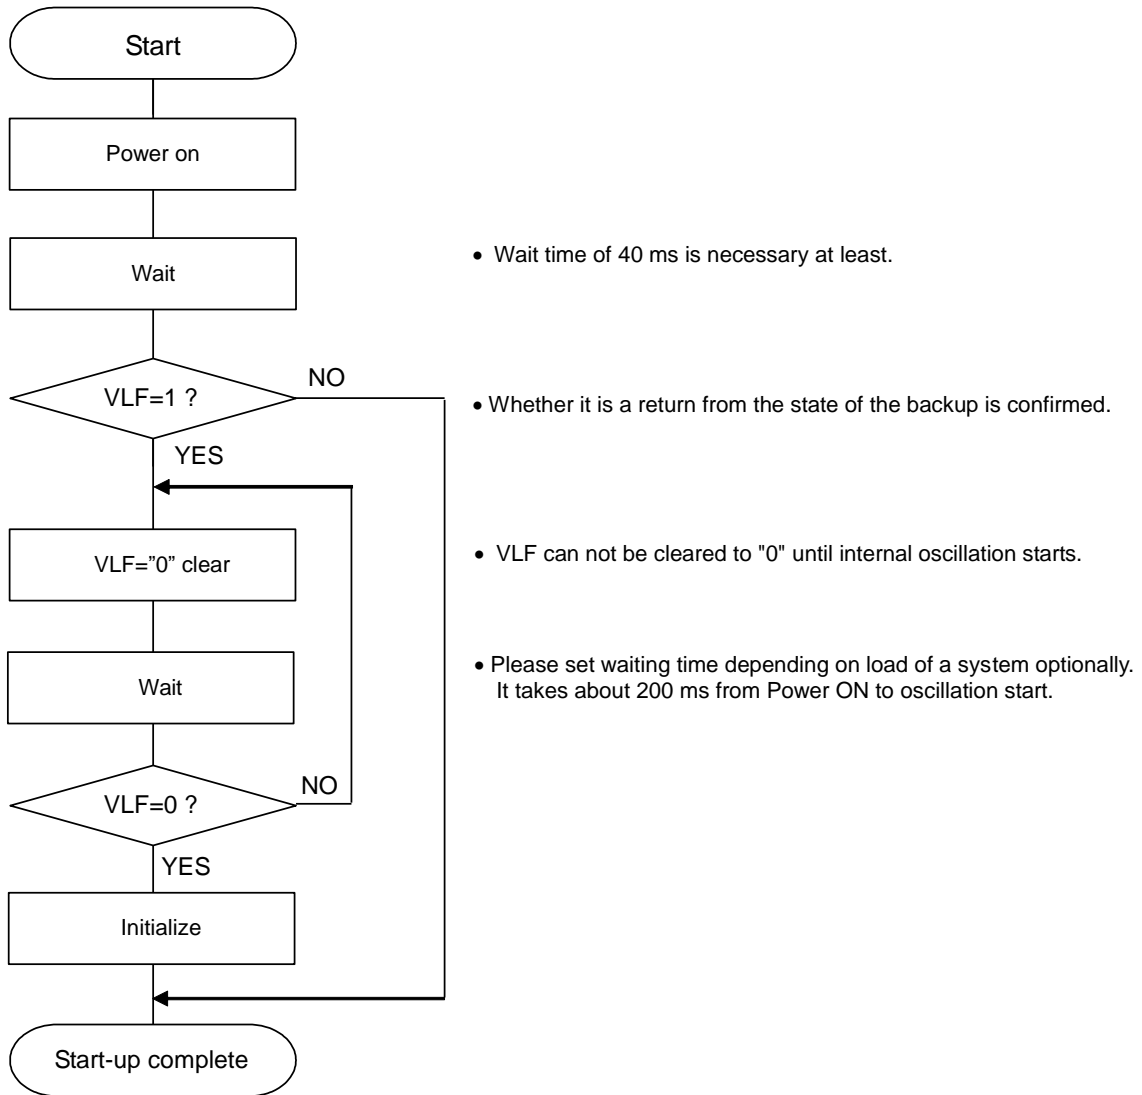 Start
Power on
Wait
• Wait time of 40 ms is necessary at least.
VLF=1 ?
NO
• Whether it is a return from the state of the backup is confirmed.
YES
VLF=”0” clear
• VLF can not be cleared to "0" until internal oscillation starts.
Wait
• Please set waiting time depending on load of a system optionally.
It takes about 200 ms from Power ON to oscillation start.
VLF=0 ?
NO
YES
Initialize
Start-up complete